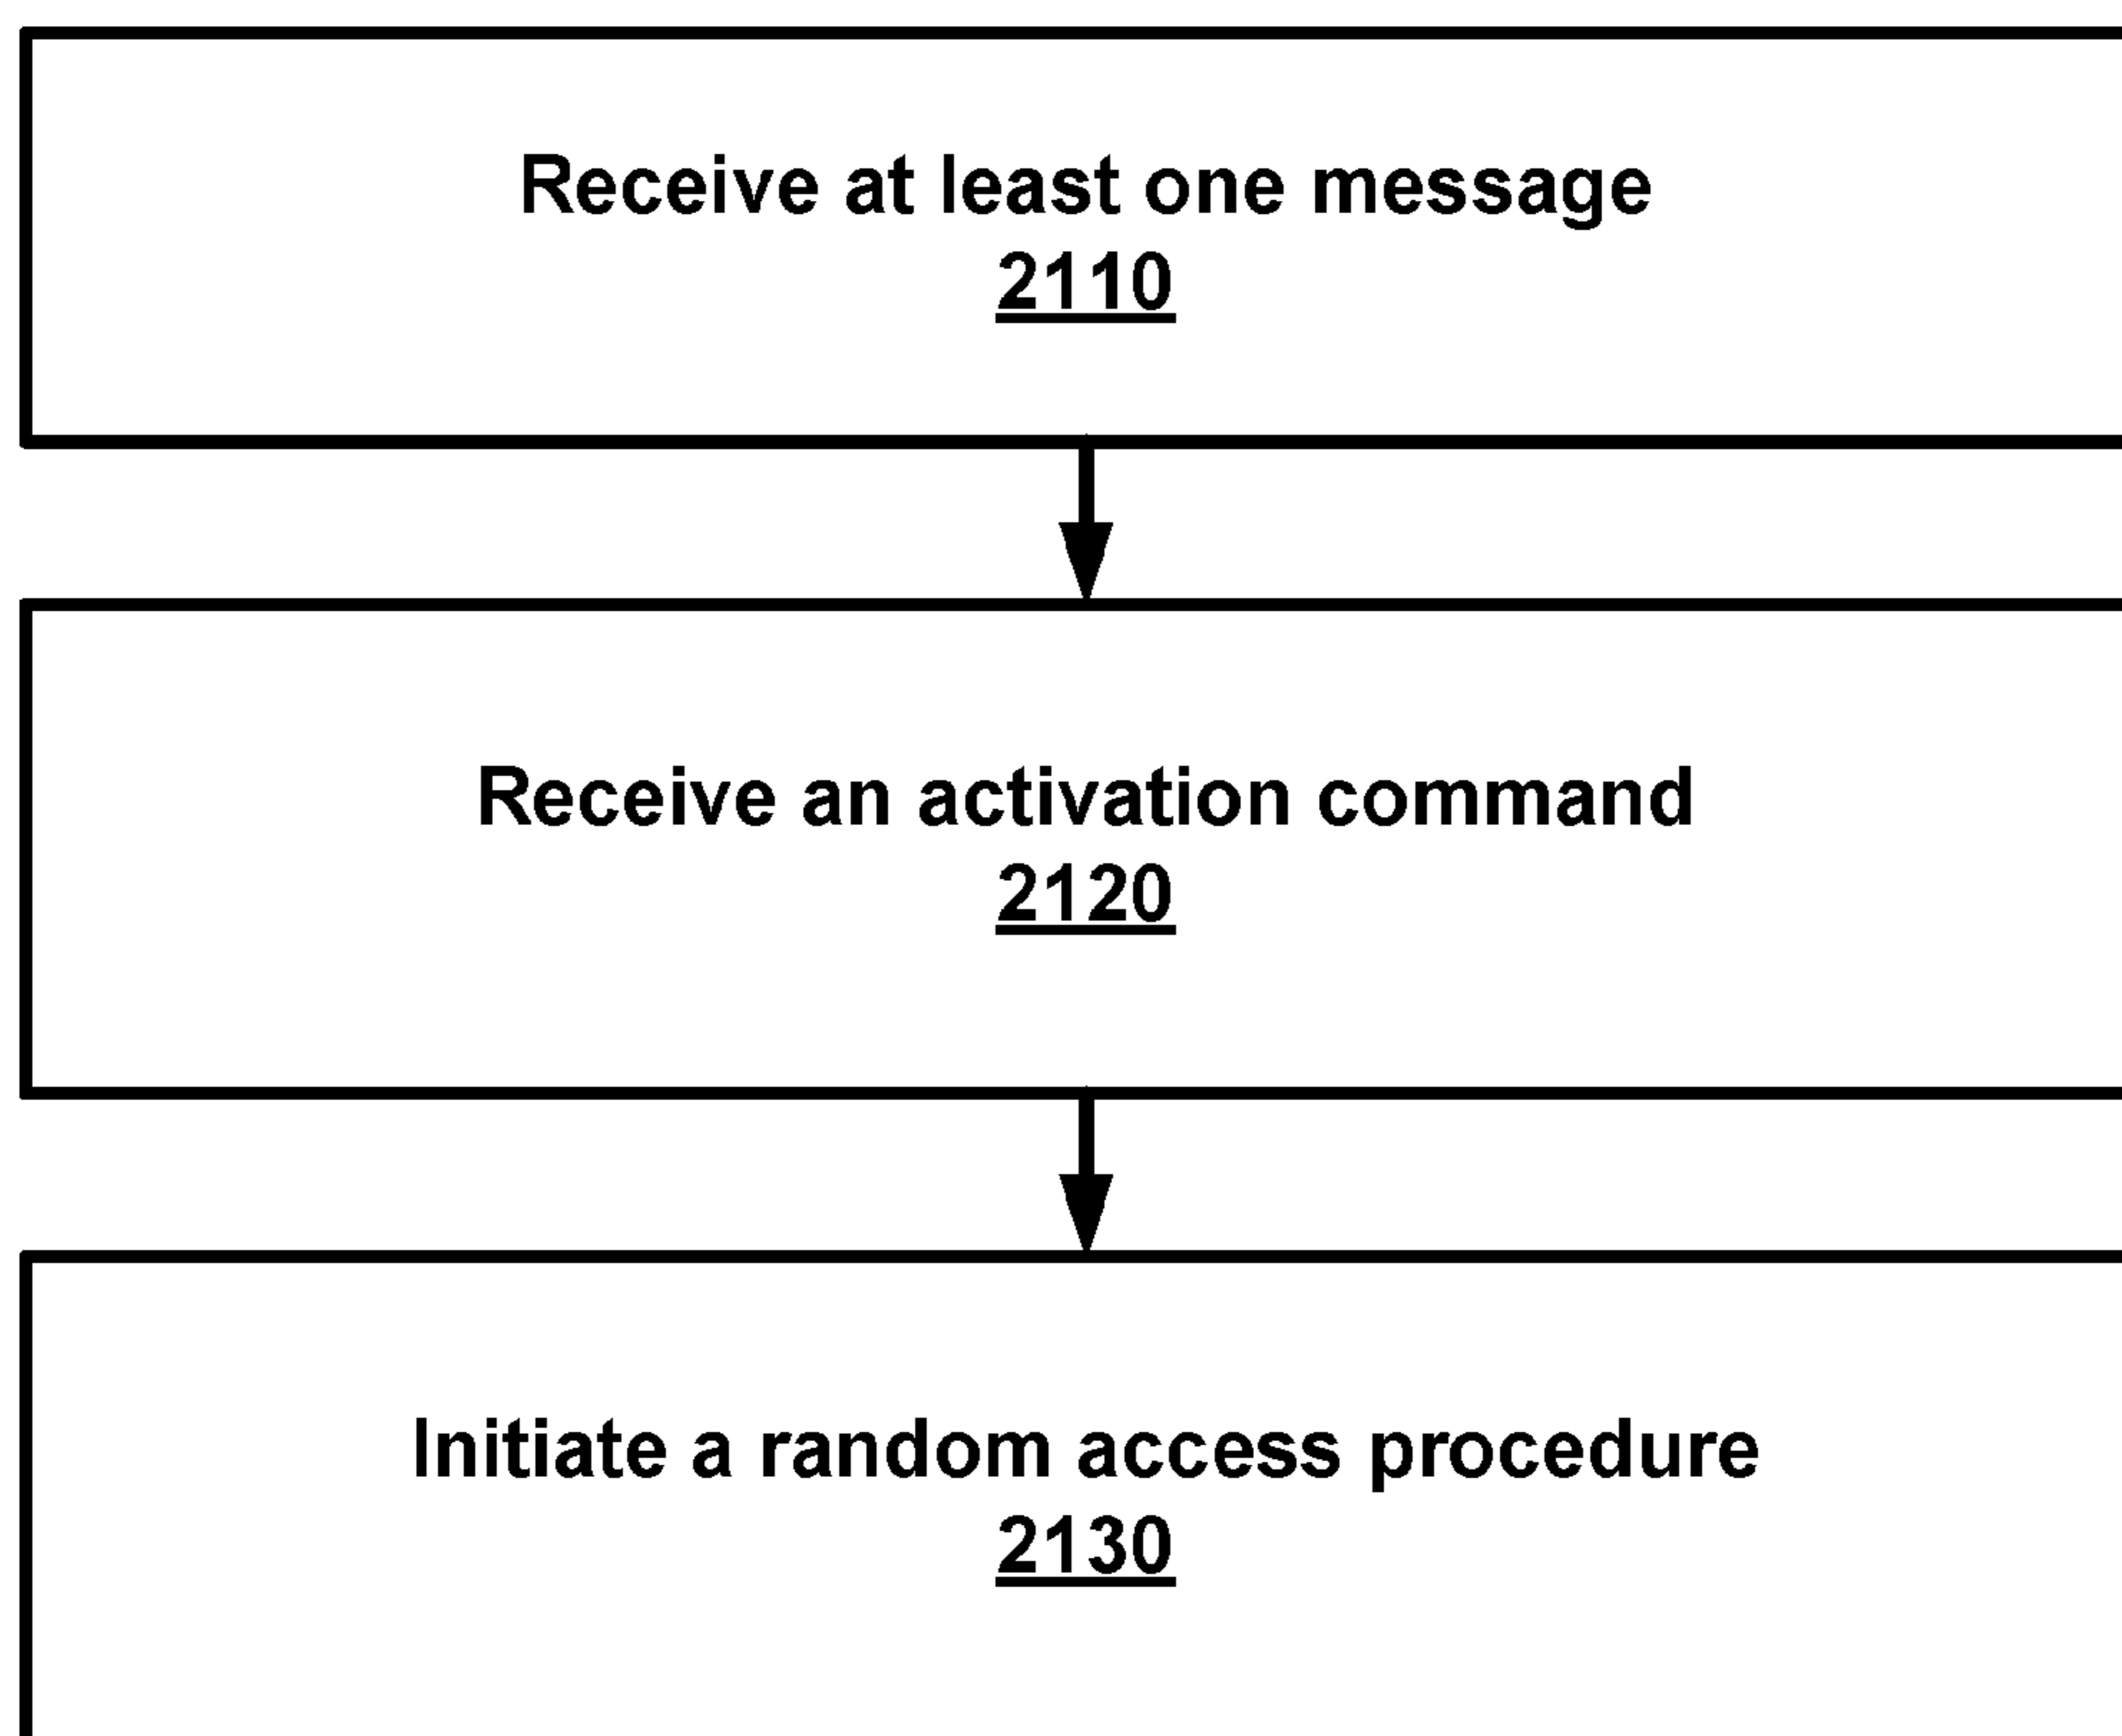 Receive at least one message
2110
Receive an activation command
2120
Initiate a random access procedure
2130